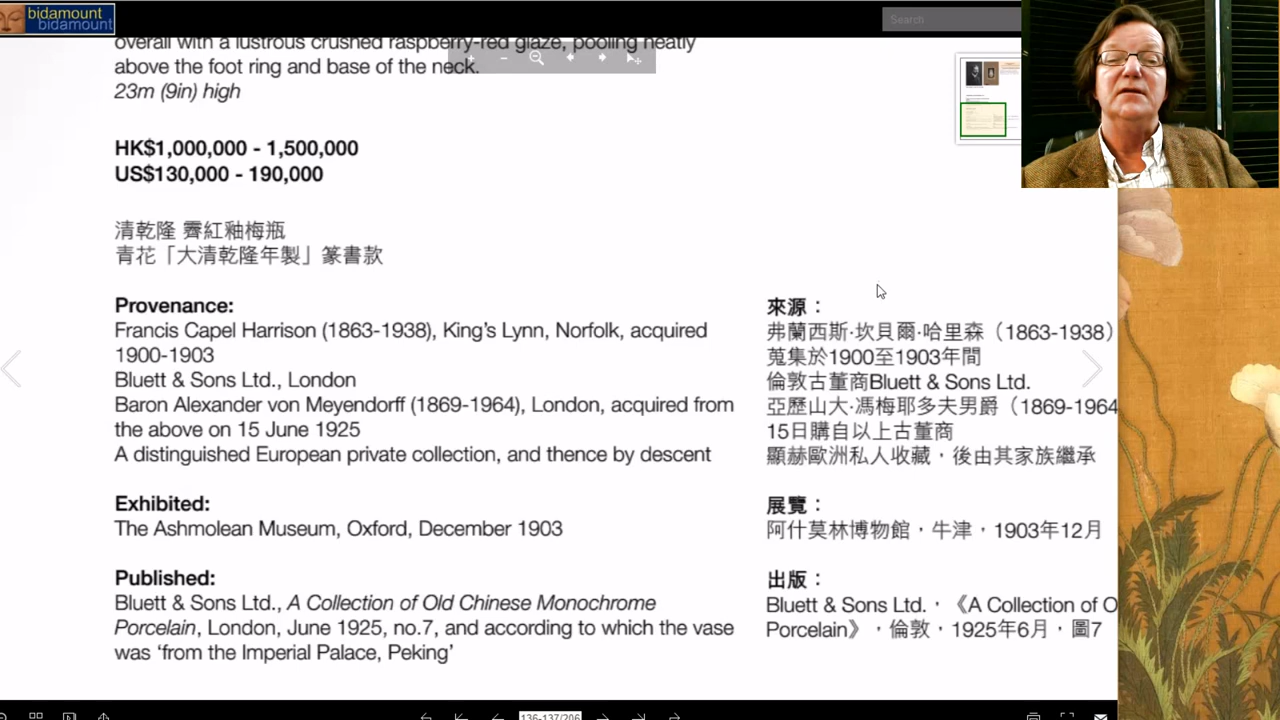 bidamount
bidamount
Search
overall with a lustrous crushed raspberry-red glaze, pooling neatly
above the foot ring and base of the neck.
23m (9in) high
HK$1,000,000 - 1,500,000
US$130,000 - 190,000
清乾隆 霽紅釉梅瓶
青花「大清乾隆年製」篆書款
Provenance:
Francis Capel Harrison (1863-1938), King's Lynn, Norfolk, acquired
1900-1903
Bluett & Sons Ltd., London
Baron Alexander von Meyendorff (1869-1964), London, acquired from
the above on 15 June 1925
A distinguished European private collection, and thence by descent
Exhibited:
The Ashmolean Museum, Oxford, December 1903
Published:
Bluett & Sons Ltd., A Collection of Old Chinese Monochrome
Porcelain, London, June 1925, no.7, and according to which the vase
was 'from the Imperial Palace, Peking'
來源：
弗蘭西斯·坎貝爾·哈里森（1863-1938）
蒐集於1900至1903年間
倫敦古董商Bluett & Sons Ltd.
亞歷山大·馮梅耶多夫男爵（1869-1964
15日購自以上古董商
顯赫歐洲私人收藏，後由其家族繼承
展覽：
阿什莫林博物館，牛津，1903年12月
出版：
Bluett & Sons Ltd.，《A Collection of O
Porcelain》，倫敦，1925年6月，圖7
136-137/206